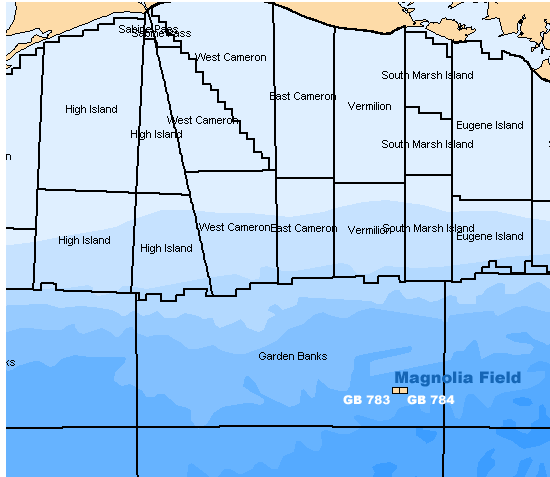 Sabine Pass
Sabine Pass
West Cameron
South Marsh Island
East Cameron
High Island
Vermilion
West Cameron
Eugene Island
High Island
South Marsh Island
High Island
High Island
West Cameron
East Cameron
Vermilion
South Marsh Island
Eugene Island
Garden Banks
Magnolia Field
GB 783
GB 784